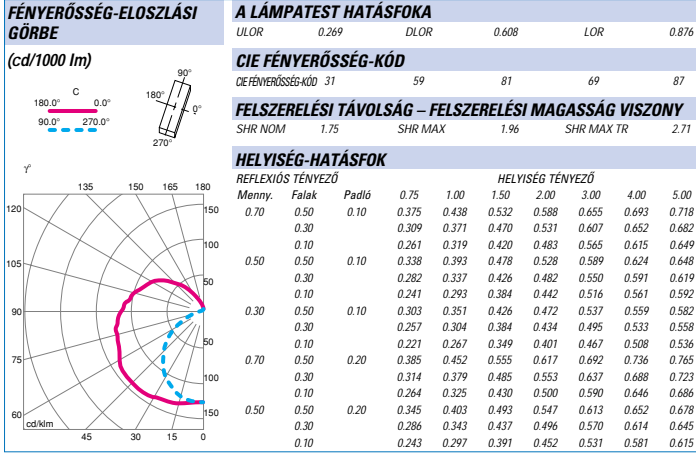 FÉNYERŐSSÉG-ELOSZLÁSI
GÖRBE
(cd/1000 lm)
C
180.0° 0.0°
90.0° 270.0°
90°
180°
0°
270°
γ°
135 150 165 180
120
105
90
75
60
150
100
50
50
100
150
cd/klm
45 30 15 0
A LÁMPATEST HATÁSFOKA
ULOR 0.269 DLOR 0.608 LOR 0.876
CIE FÉNYERŐSSÉG-KÓD
CIE FÉNYERŐSSÉG-KÓD 31 59 81 69 87
FELSZERELÉSI TÁVOLSÁG – FELSZERELÉSI MAGASSÁG VISZONY
SHR NOM 1.75 SHR MAX 1.96 SHR MAX TR 2.71
HELYISÉG-HATÁSFOK
REFLEXIÓS TÉNYEZŐ HELYISÉG TÉNYEZŐ
Menny. Falak Padló 0.75 1.00 1.50 2.00 3.00 4.00 5.00
0.70 0.50 0.10 0.375 0.438 0.532 0.588 0.655 0.693 0.718
0.30 0.309 0.371 0.470 0.531 0.607 0.652 0.682
0.10 0.261 0.319 0.420 0.483 0.565 0.615 0.649
0.50 0.50 0.10 0.338 0.393 0.478 0.528 0.589 0.624 0.648
0.30 0.282 0.337 0.426 0.482 0.550 0.591 0.619
0.10 0.241 0.293 0.384 0.442 0.516 0.561 0.592
0.30 0.50 0.10 0.303 0.351 0.426 0.472 0.537 0.559 0.582
0.30 0.257 0.304 0.384 0.434 0.495 0.533 0.558
0.10 0.221 0.267 0.349 0.401 0.467 0.508 0.536
0.70 0.50 0.20 0.385 0.452 0.555 0.617 0.692 0.736 0.765
0.30 0.314 0.379 0.485 0.553 0.637 0.688 0.723
0.10 0.264 0.325 0.430 0.500 0.590 0.646 0.686
0.50 0.50 0.20 0.345 0.403 0.493 0.547 0.613 0.652 0.678
0.30 0.286 0.343 0.437 0.496 0.570 0.614 0.645
0.10 0.243 0.297 0.391 0.452 0.531 0.581 0.615